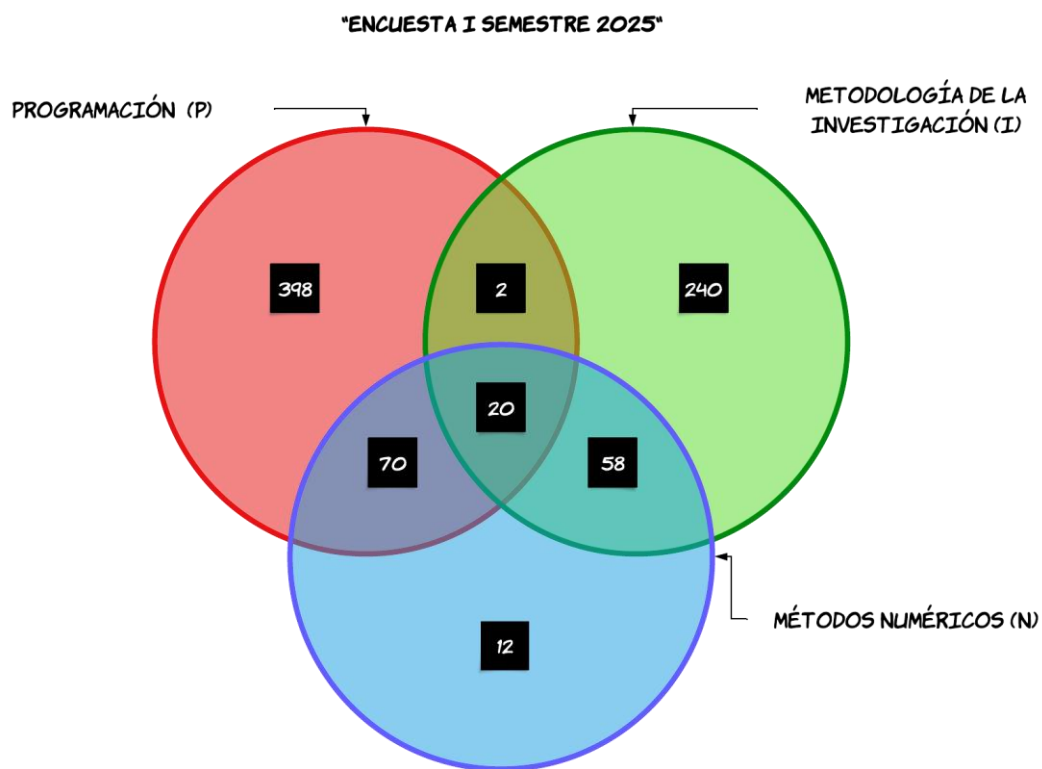 "ENCUESTA I SEMESTRE 2025"
PROGRAMACIÓN (P)
METODOLOGÍA DE LA
INVESTIGACIÓN (I)
398
2
240
20
70
58
12
MÉTODOS NUMÉRICOS (N)